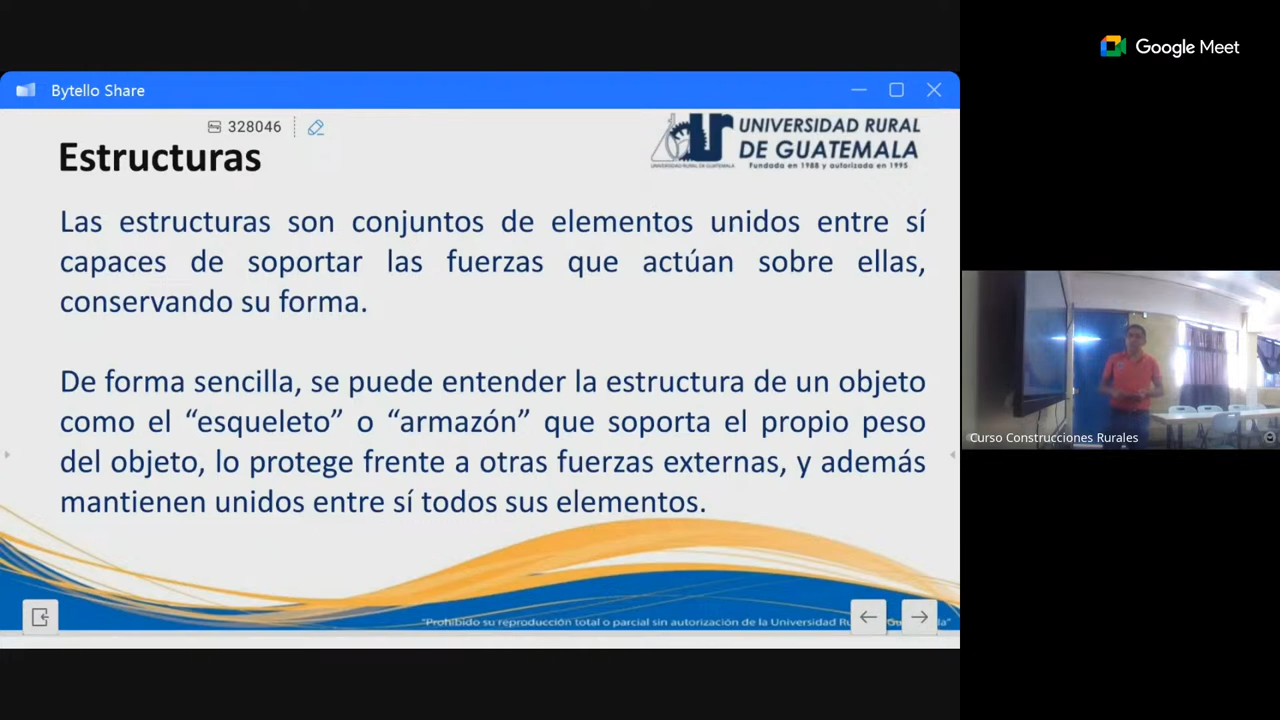 Google Meet
Bytello Share
328046
Estructuras
UNIVERSIDAD RURAL
DE GUATEMALA
UNIVERSIDAD RURAL DE GUATEMALA
Fundada en 1988 y autorizada en 1995
Las estructuras son conjuntos de elementos unidos entre sí
capaces de soportar las fuerzas que actúan sobre ellas,
conservando su forma.
De forma sencilla, se puede entender la estructura de un objeto
como el “esqueleto” o “armazón” que soporta el propio peso
del objeto, lo protege frente a otras fuerzas externas, y además
mantienen unidos entre sí todos sus elementos.
Curso Construcciones Rurales
"Prohibido su reproducción total o parcial sin autorización de la Universidad